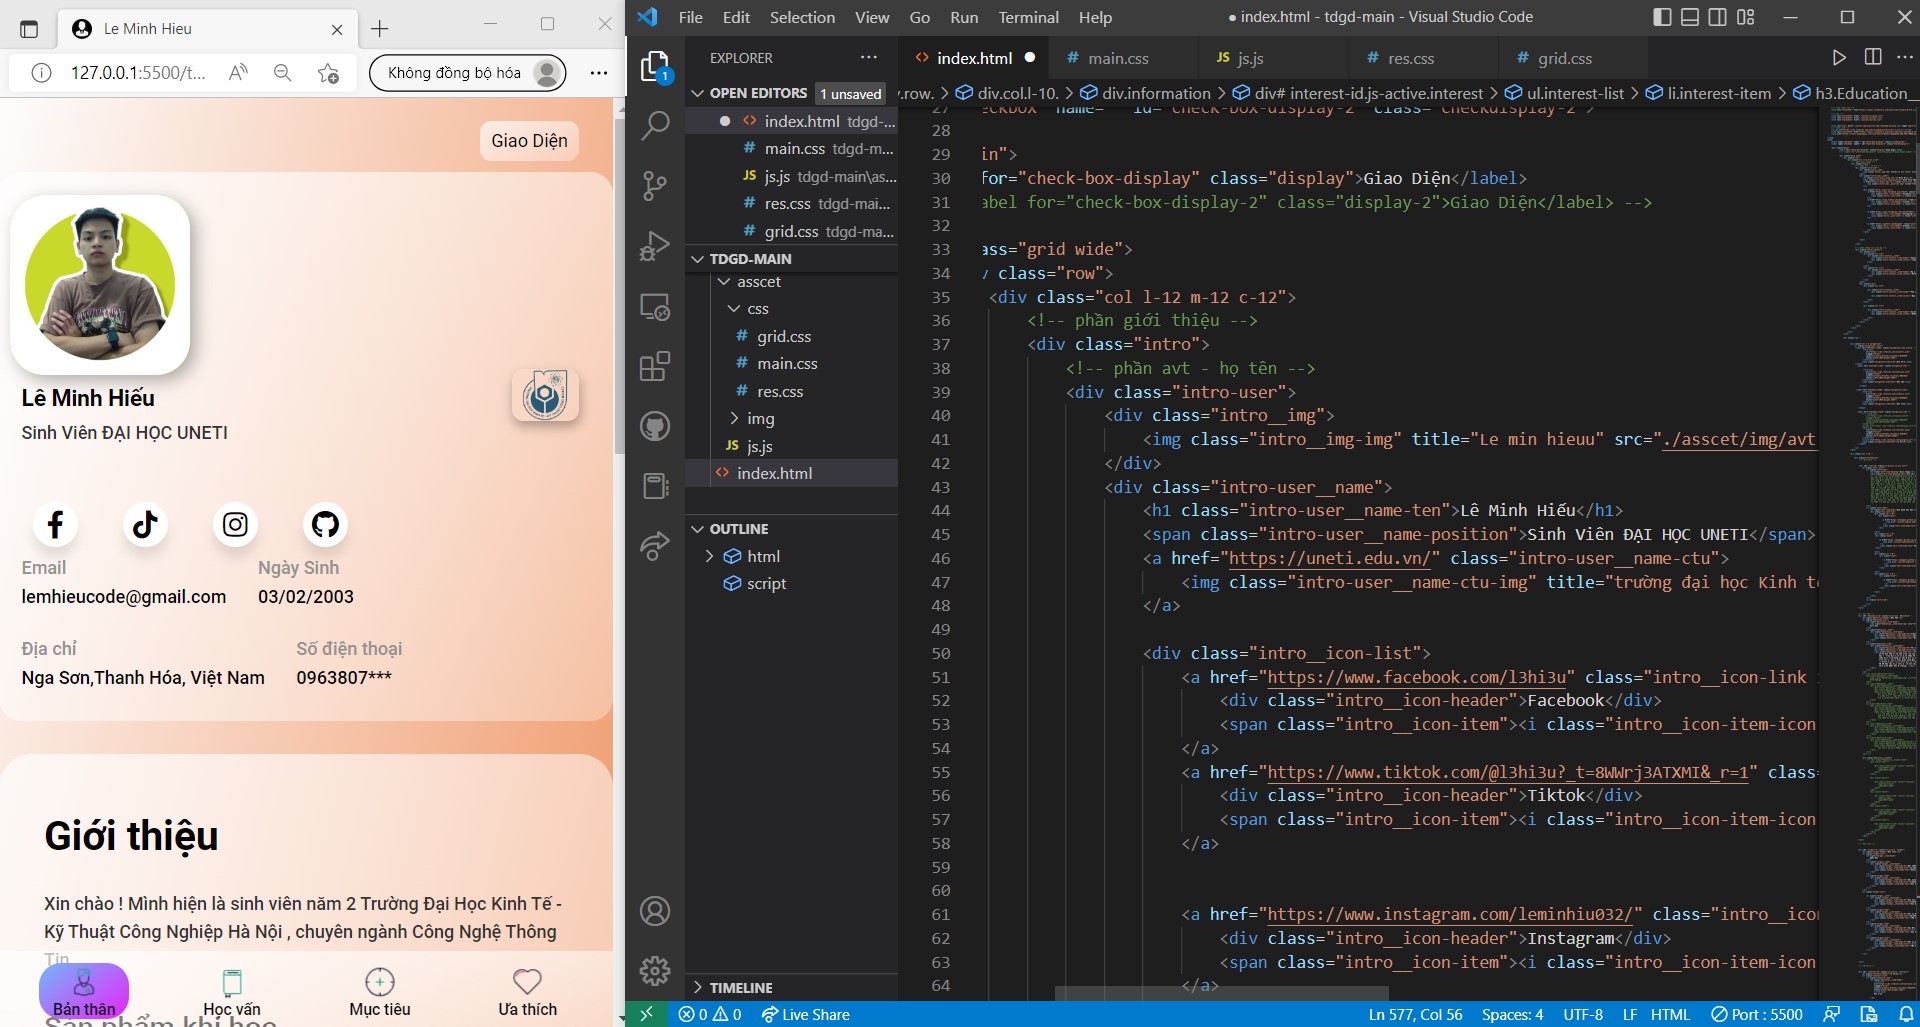 Le Minh Hieu
127.0.0.1:5500/t...
Không đồng bộ hóa
Giao Diện
Lê Minh Hiếu
Sinh Viên ĐẠI HỌC UNETI
Email
Ngày Sinh
lemhieucode@gmail.com
03/02/2003
Địa chỉ
Số điện thoại
Nga Sơn,Thanh Hóa, Việt Nam
0963807***
Giới thiệu
Xin chào ! Mình hiện là sinh viên năm 2 Trường Đại Học Kinh Tế -
Kỹ Thuật Công Nghiệp Hà Nội , chuyên ngành Công Nghệ Thông
Tin
Bản thân
Học vấn
Mục tiêu
Ưa thích
Sản phẩm khi học
File Edit Selection View Go Run Terminal Help
● index.html - tdgd-main - Visual Studio Code
EXPLORER
OPEN EDITORS
1 unsaved
index.html tdgd-...
main.css tdgd-m...
js.js tdgd-main\as...
res.css tdgd-mai...
grid.css tdgd-ma...
TDGD-MAIN
asscet
css
grid.css
main.css
res.css
img
js.js
index.html
OUTLINE
html
script
TIMELINE
index.html
main.css
js.js
res.css
grid.css
.row. > div.col.l-10. > div.information > div# interest-id.js-active.interest > ul.interest-list > li.interest-item > h3.Education_
27 eckbox" name="" id="check-box-display-2" class="checkdisplay-2">
28
29 in">
30 for="check-box-display" class="display">Giao Diện</label>
31 abel for="check-box-display-2" class="display-2">Giao Diện</label> -->
32
33 ass="grid wide">
34 / class="row">
35 <div class="col l-12 m-12 c-12">
36 <!-- phần giới thiệu -->
37 <div class="intro">
38 <!-- phần avt - họ tên -->
39 <div class="intro-user">
40 <div class="intro__img">
41 <img class="intro__img-img" title="Le min hieuu" src="./asscet/img/avt
42 </div>
43 <div class="intro-user__name">
44 <h1 class="intro-user__name-ten">Lê Minh Hiếu</h1>
45 <span class="intro-user__name-position">Sinh Viên ĐẠI HỌC UNETI</span>
46 <a href="https://uneti.edu.vn/" class="intro-user__name-ctu">
47 <img class="intro-user__name-ctu-img" title="trường đại học Kinh t
48 </a>
49
50 <div class="intro__icon-list">
51 <a href="https://www.facebook.com/l3hi3u" class="intro__icon-link
52 <div class="intro__icon-header">Facebook</div>
53 <span class="intro__icon-item"><i class="intro__icon-item-icon
54 </a>
55 <a href="https://www.tiktok.com/@l3hi3u?_t=8WWrj3ATXMI&_r=1" clas
56 <div class="intro__icon-header">Tiktok</div>
57 <span class="intro__icon-item"><i class="intro__icon-item-icon
58 </a>
59
60
61 <a href="https://www.instagram.com/leminhiu032/" class="intro__ico
62 <div class="intro__icon-header">Instagram</div>
63 <span class="intro__icon-item"><i class="intro__icon-item-icon
64 </a>
0 0 Live Share
Ln 577, Col 56 Spaces: 4 UTF-8 LF HTML Port : 5500
1